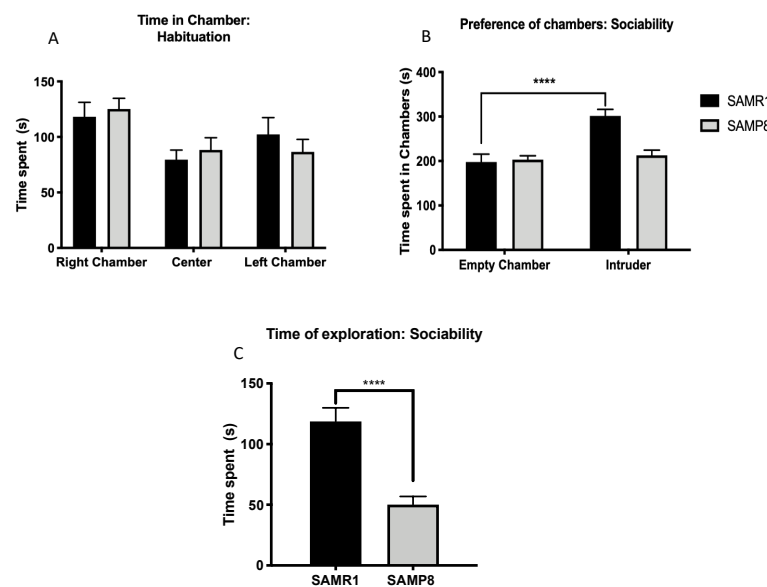 A
Time in Chamber:
Habituation
Time spent (s)
150
100
50
0
Right Chamber
Center
Left Chamber
B
Preference of chambers: Sociability
Time spent in Chambers (s)
400
300
200
100
0
****
Empty Chamber
Intruder
SAMR1
SAMP8
Time of exploration: Sociability
C
Time spent (s)
150
100
50
0
****
SAMR1
SAMP8